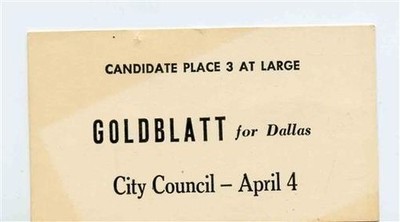 CANDIDATE PLACE 3 AT LARGE
GOLDBLATT for Dallas
City Council – April 4